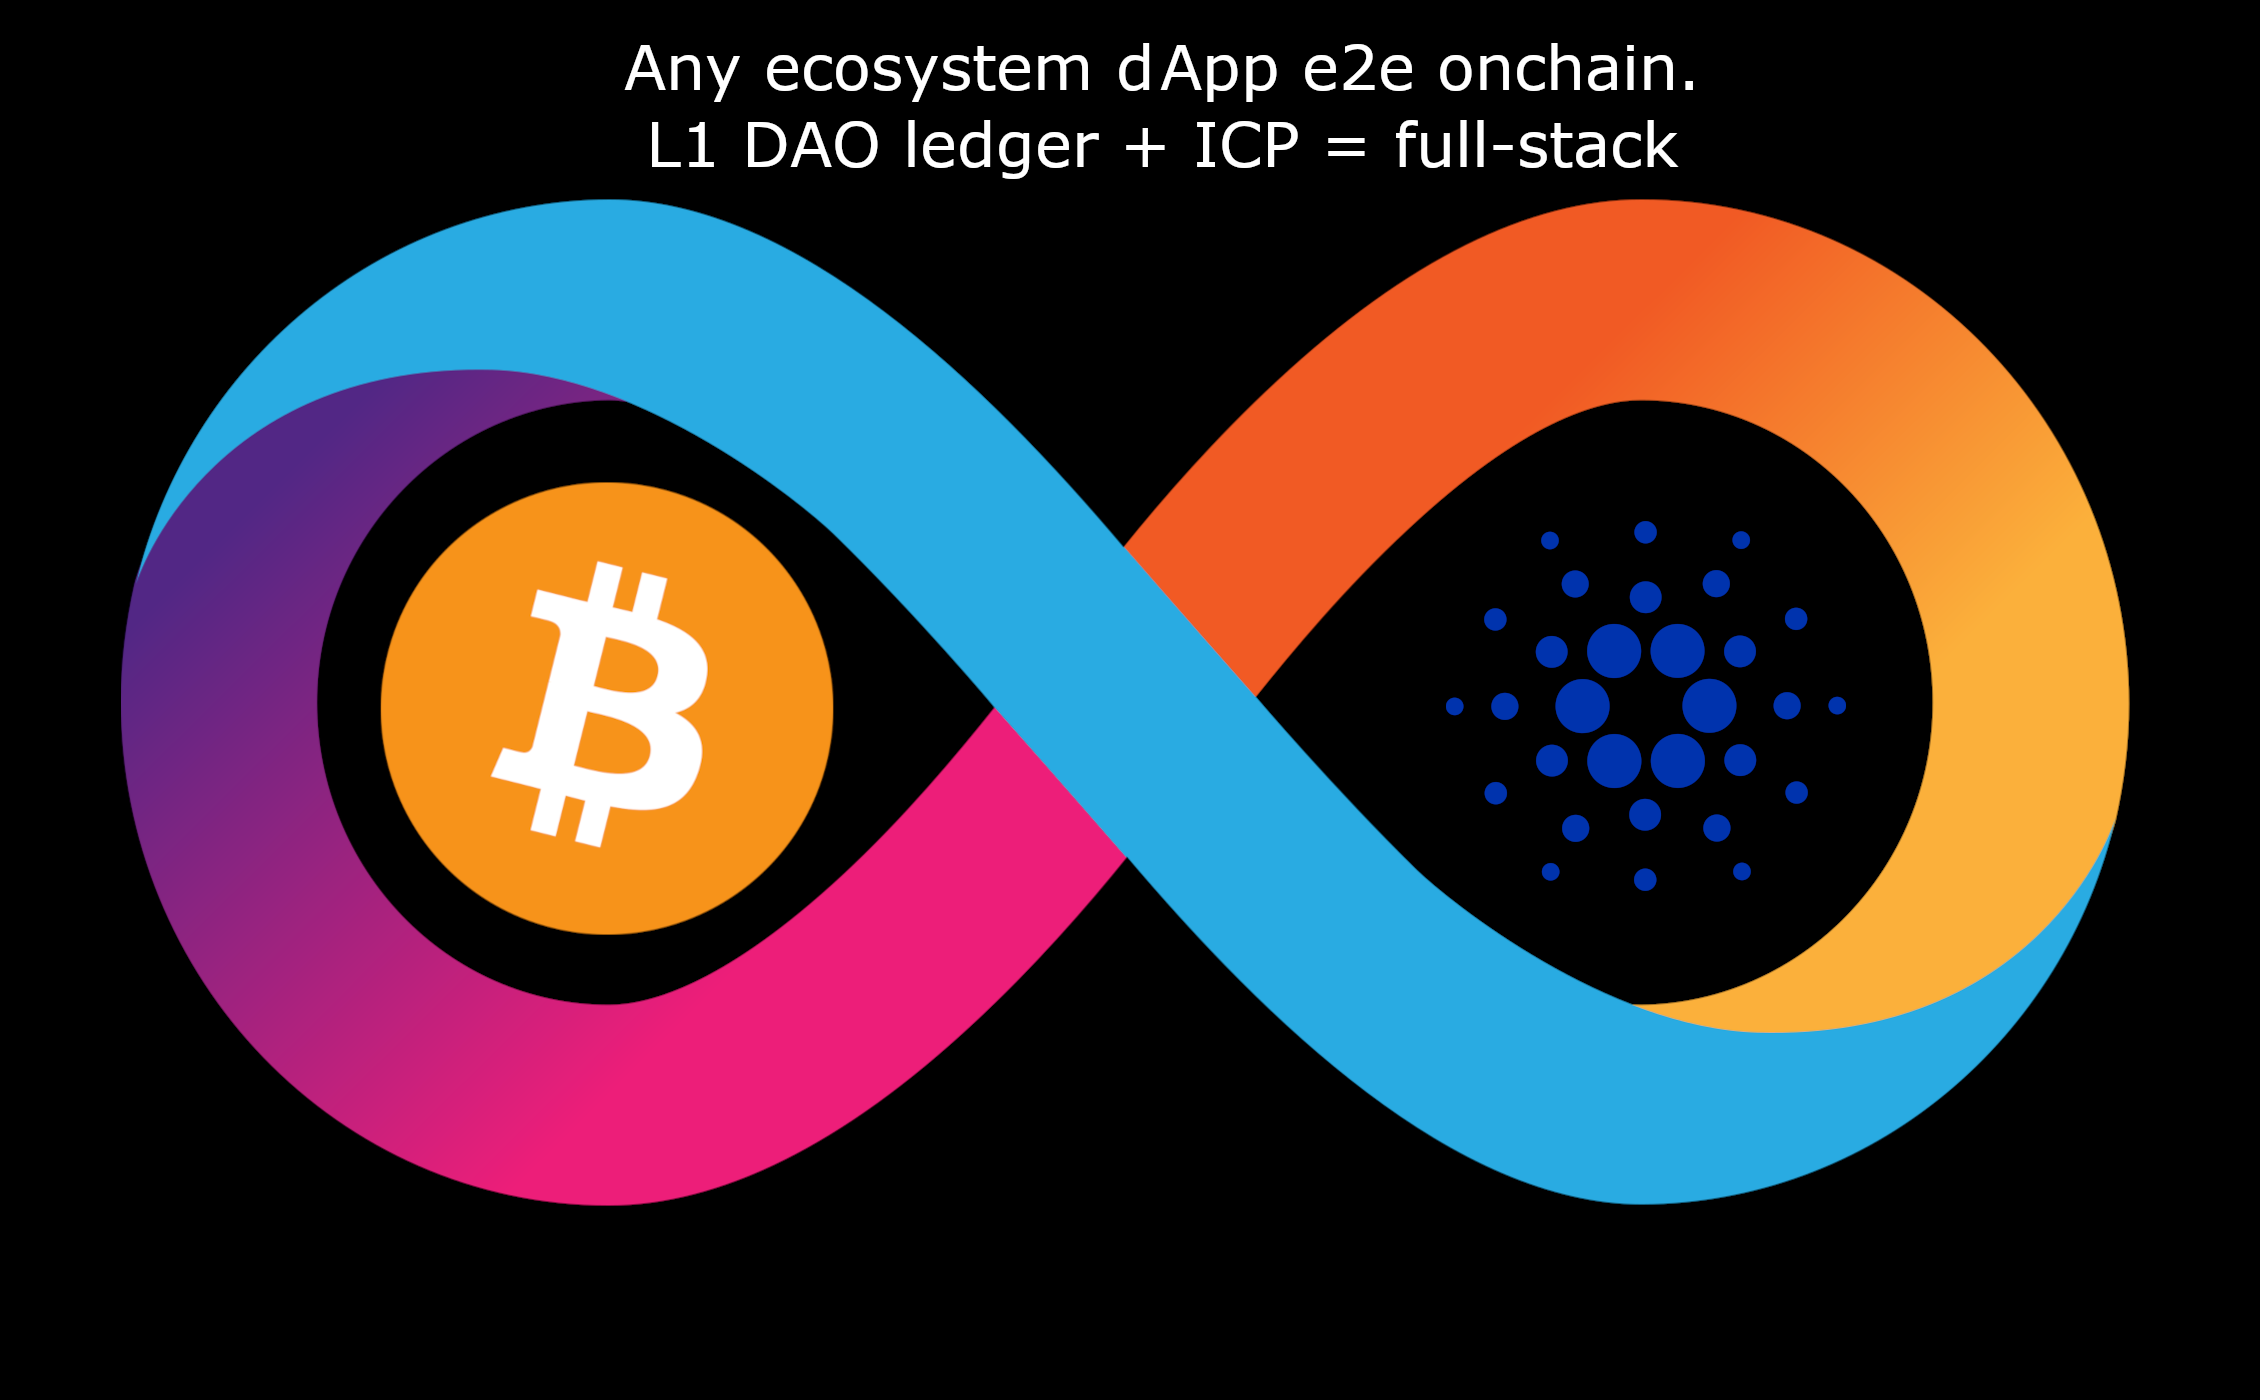 Any ecosystem dApp e2e onchain.
L1 DAO ledger + ICP = full-stack